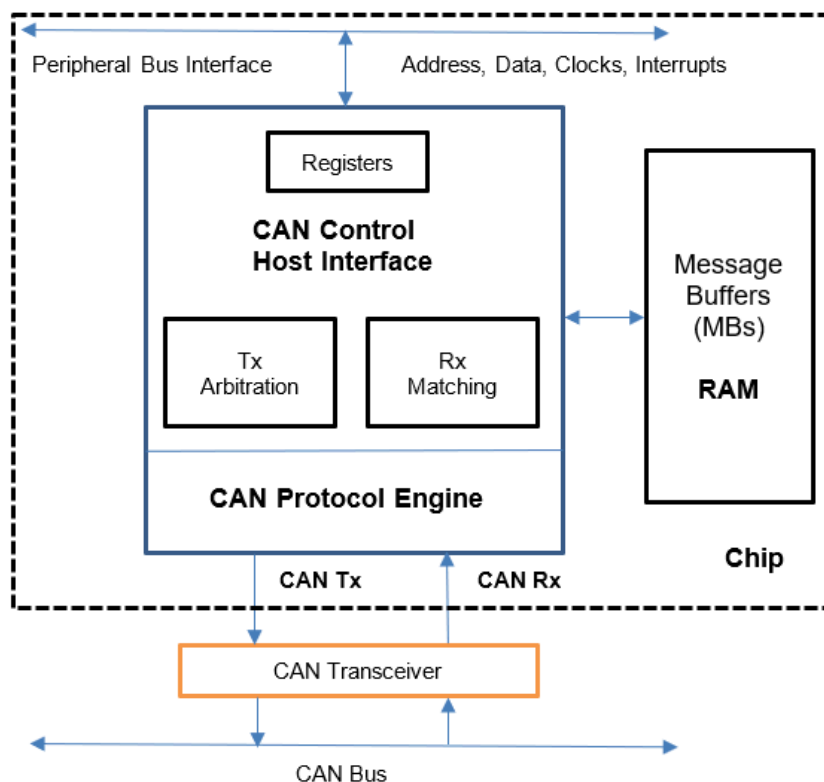 Peripheral Bus Interface
Address, Data, Clocks, Interrupts
Registers
CAN Control
Host Interface
Tx
Arbitration
Rx
Matching
CAN Protocol Engine
Message
Buffers
(MBs)
RAM
Chip
CAN Tx
CAN Rx
CAN Transceiver
CAN Bus